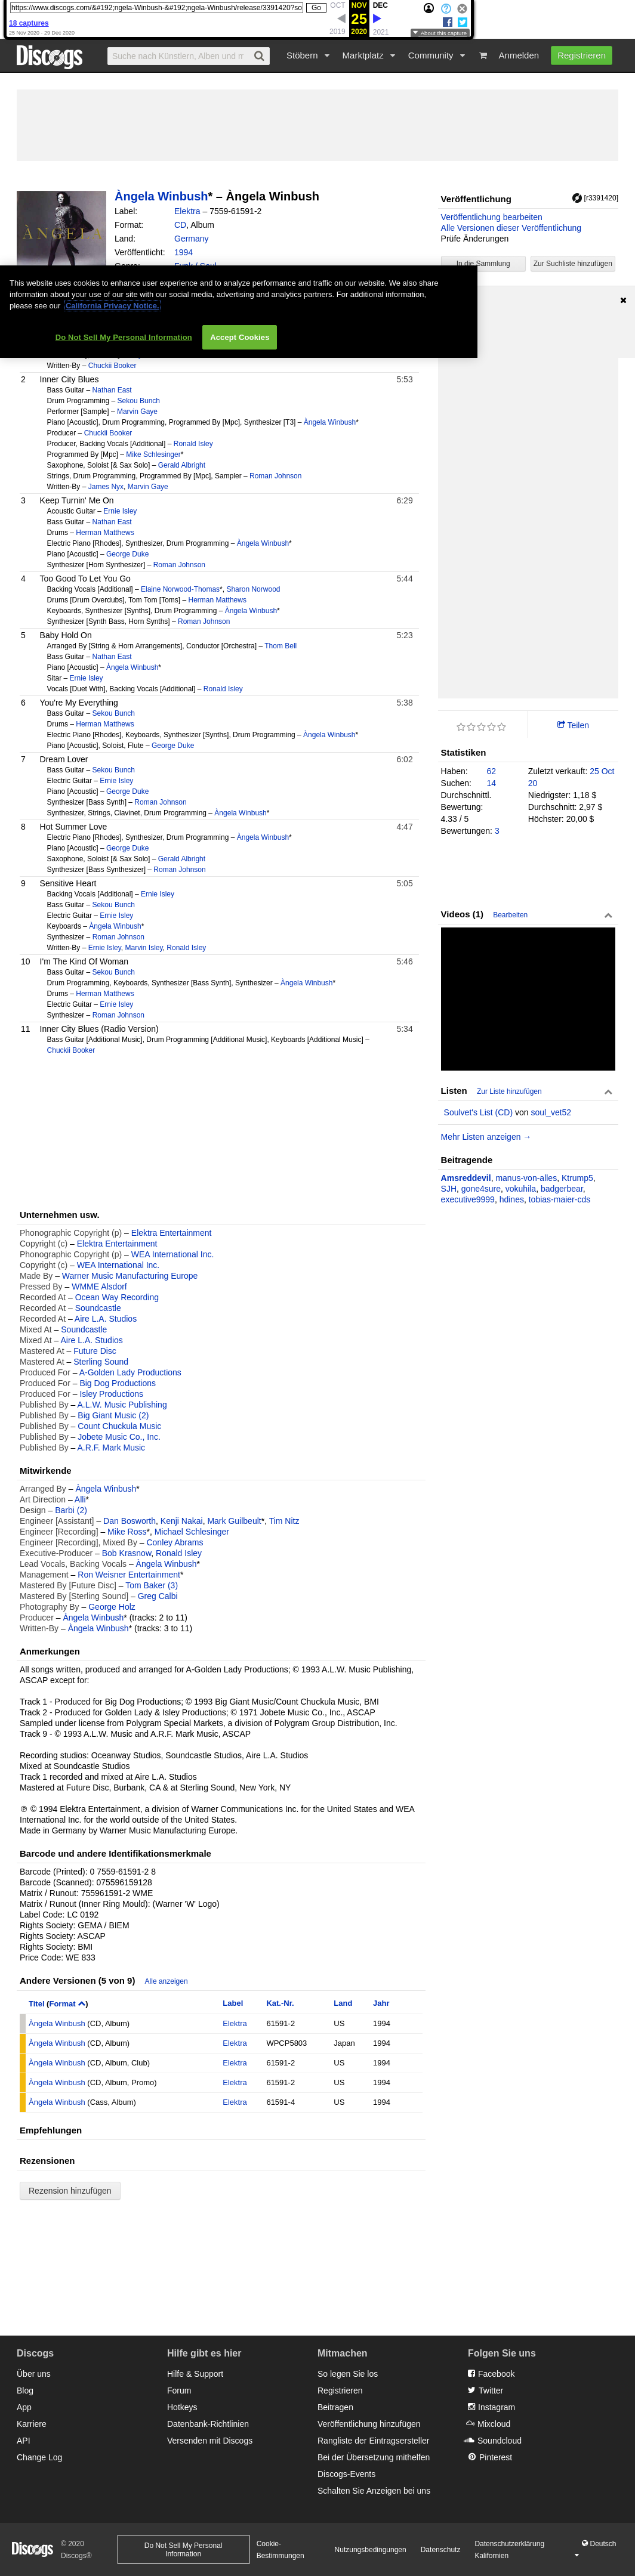 https://www.discogs.com/&#192;ngela-Winbush-&#192;ngela-Winbush/release/3391420?so
Go
OCT NOV DEC
18 captures
25
25 Nov 2020 - 29 Dec 2020
2019 2020 2021
About this capture
Discogs
Suche nach Künstlern, Alben und m
Stöbern
Marktplatz
Community
Anmelden
Registrieren
Àngela Winbush* – Àngela Winbush
Label: Elektra – 7559-61591-2
Format: CD, Album
Land: Germany
Veröffentlicht: 1994
ÀNGELA
Veröffentlichung
[r3391420]
Veröffentlichung bearbeiten
Alle Versionen dieser Veröffentlichung
Prüfe Änderungen
In die Sammlung
Zur Suchliste hinzufügen
This website uses cookies to enhance user experience and to analyze performance and traffic on our website. We also share
information about your use of our site with our social media, advertising and analytics partners. For additional information,
please see our California Privacy Notice.
Do Not Sell My Personal Information
Accept Cookies
Written-By – Chuckii Booker
2 Inner City Blues 5:53
Bass Guitar – Nathan East
Drum Programming – Sekou Bunch
Performer [Sample] – Marvin Gaye
Piano [Acoustic], Drum Programming, Programmed By [Mpc], Synthesizer [T3] – Àngela Winbush*
Producer – Chuckii Booker
Producer, Backing Vocals [Additional] – Ronald Isley
Programmed By [Mpc] – Mike Schlesinger*
Saxophone, Soloist [& Sax Solo] – Gerald Albright
Strings, Drum Programming, Programmed By [Mpc], Sampler – Roman Johnson
Written-By – James Nyx, Marvin Gaye
3 Keep Turnin' Me On 6:29
Acoustic Guitar – Ernie Isley
Bass Guitar – Nathan East
Drums – Herman Matthews
Electric Piano [Rhodes], Synthesizer, Drum Programming – Àngela Winbush*
Piano [Acoustic] – George Duke
Synthesizer [Horn Synthesizer] – Roman Johnson
4 Too Good To Let You Go 5:44
Backing Vocals [Additional] – Elaine Norwood-Thomas*, Sharon Norwood
Drums [Drum Overdubs], Tom Tom [Toms] – Herman Matthews
Keyboards, Synthesizer [Synths], Drum Programming – Àngela Winbush*
Synthesizer [Synth Bass, Horn Synths] – Roman Johnson
5 Baby Hold On 5:23
Arranged By [String & Horn Arrangements], Conductor [Orchestra] – Thom Bell
Bass Guitar – Nathan East
Piano [Acoustic] – Àngela Winbush*
Sitar – Ernie Isley
Vocals [Duet With], Backing Vocals [Additional] – Ronald Isley
6 You're My Everything 5:38
Bass Guitar – Sekou Bunch
Drums – Herman Matthews
Electric Piano [Rhodes], Keyboards, Synthesizer [Synths], Drum Programming – Àngela Winbush*
Piano [Acoustic], Soloist, Flute – George Duke
7 Dream Lover 6:02
Bass Guitar – Sekou Bunch
Electric Guitar – Ernie Isley
Piano [Acoustic] – George Duke
Synthesizer [Bass Synth] – Roman Johnson
Synthesizer, Strings, Clavinet, Drum Programming – Àngela Winbush*
8 Hot Summer Love 4:47
Electric Piano [Rhodes], Synthesizer, Drum Programming – Àngela Winbush*
Piano [Acoustic] – George Duke
Saxophone, Soloist [& Sax Solo] – Gerald Albright
Synthesizer [Bass Synthesizer] – Roman Johnson
9 Sensitive Heart 5:05
Backing Vocals [Additional] – Ernie Isley
Bass Guitar – Sekou Bunch
Electric Guitar – Ernie Isley
Keyboards – Àngela Winbush*
Synthesizer – Roman Johnson
Written-By – Ernie Isley, Marvin Isley, Ronald Isley
10 I'm The Kind Of Woman 5:46
Bass Guitar – Sekou Bunch
Drum Programming, Keyboards, Synthesizer [Bass Synth], Synthesizer – Àngela Winbush*
Drums – Herman Matthews
Electric Guitar – Ernie Isley
Synthesizer – Roman Johnson
11 Inner City Blues (Radio Version) 5:34
Bass Guitar [Additional Music], Drum Programming [Additional Music], Keyboards [Additional Music] –
Chuckii Booker
Teilen
Statistiken
Haben: 62
Suchen: 14
Durchschnittl.
Bewertung:
4.33 / 5
Bewertungen: 3
Zuletzt verkauft: 25 Oct
20
Niedrigster: 1,18 $
Durchschnitt: 2,97 $
Höchster: 20,00 $
Videos (1) Bearbeiten
Listen Zur Liste hinzufügen
Soulvet's List (CD) von soul_vet52
Mehr Listen anzeigen →
Beitragende
Amsreddevil, manus-von-alles, Ktrump5,
SJH, gone4sure, vokuhila, badgerbear,
executive9999, hdines, tobias-maier-cds
Unternehmen usw.
Phonographic Copyright (p) – Elektra Entertainment
Copyright (c) – Elektra Entertainment
Phonographic Copyright (p) – WEA International Inc.
Copyright (c) – WEA International Inc.
Made By – Warner Music Manufacturing Europe
Pressed By – WMME Alsdorf
Recorded At – Ocean Way Recording
Recorded At – Soundcastle
Recorded At – Aire L.A. Studios
Mixed At – Soundcastle
Mixed At – Aire L.A. Studios
Mastered At – Future Disc
Mastered At – Sterling Sound
Produced For – A-Golden Lady Productions
Produced For – Big Dog Productions
Produced For – Isley Productions
Published By – A.L.W. Music Publishing
Published By – Big Giant Music (2)
Published By – Count Chuckula Music
Published By – Jobete Music Co., Inc.
Published By – A.R.F. Mark Music
Mitwirkende
Arranged By – Àngela Winbush*
Art Direction – Alli*
Design – Barbi (2)
Engineer [Assistant] – Dan Bosworth, Kenji Nakai, Mark Guilbeult*, Tim Nitz
Engineer [Recording] – Mike Ross*, Michael Schlesinger
Engineer [Recording], Mixed By – Conley Abrams
Executive-Producer – Bob Krasnow, Ronald Isley
Lead Vocals, Backing Vocals – Àngela Winbush*
Management – Ron Weisner Entertainment*
Mastered By [Future Disc] – Tom Baker (3)
Mastered By [Sterling Sound] – Greg Calbi
Photography By – George Holz
Producer – Àngela Winbush* (tracks: 2 to 11)
Written-By – Àngela Winbush* (tracks: 3 to 11)
Anmerkungen
All songs written, produced and arranged for A-Golden Lady Productions; © 1993 A.L.W. Music Publishing,
ASCAP except for:
Track 1 - Produced for Big Dog Productions; © 1993 Big Giant Music/Count Chuckula Music, BMI
Track 2 - Produced for Golden Lady & Isley Productions; © 1971 Jobete Music Co., Inc., ASCAP
Sampled under license from Polygram Special Markets, a division of Polygram Group Distribution, Inc.
Track 9 - © 1993 A.L.W. Music and A.R.F. Mark Music, ASCAP
Recording studios: Oceanway Studios, Soundcastle Studios, Aire L.A. Studios
Mixed at Soundcastle Studios
Track 1 recorded and mixed at Aire L.A. Studios
Mastered at Future Disc, Burbank, CA & at Sterling Sound, New York, NY
℗ © 1994 Elektra Entertainment, a division of Warner Communications Inc. for the United States and WEA
International Inc. for the world outside of the United States.
Made in Germany by Warner Music Manufacturing Europe.
Barcode und andere Identifikationsmerkmale
Barcode (Printed): 0 7559-61591-2 8
Barcode (Scanned): 075596159128
Matrix / Runout: 755961591-2 WME
Matrix / Runout (Inner Ring Mould): (Warner 'W' Logo)
Label Code: LC 0192
Rights Society: GEMA / BIEM
Rights Society: ASCAP
Rights Society: BMI
Price Code: WE 833
Andere Versionen (5 von 9) Alle anzeigen
Titel (Format) Label Kat.-Nr. Land Jahr
Àngela Winbush (CD, Album) Elektra 61591-2 US 1994
Àngela Winbush (CD, Album) Elektra WPCP5803 Japan 1994
Àngela Winbush (CD, Album, Club) Elektra 61591-2 US 1994
Àngela Winbush (CD, Album, Promo) Elektra 61591-2 US 1994
Àngela Winbush (Cass, Album) Elektra 61591-4 US 1994
Empfehlungen
Rezensionen
Rezension hinzufügen
Discogs
Über uns
Blog
App
Karriere
API
Change Log
Hilfe gibt es hier
Hilfe & Support
Forum
Hotkeys
Datenbank-Richtlinien
Versenden mit Discogs
Mitmachen
So legen Sie los
Registrieren
Beitragen
Veröffentlichung hinzufügen
Rangliste der Eintragsersteller
Bei der Übersetzung mithelfen
Discogs-Events
Schalten Sie Anzeigen bei uns
Folgen Sie uns
Facebook
Twitter
Instagram
Mixcloud
Soundcloud
Pinterest
Discogs
© 2020
Discogs®
Do Not Sell My Personal
Information
Cookie-
Bestimmungen
Nutzungsbedingungen
Datenschutz
Datenschutzerklärung
Kalifornien
Deutsch